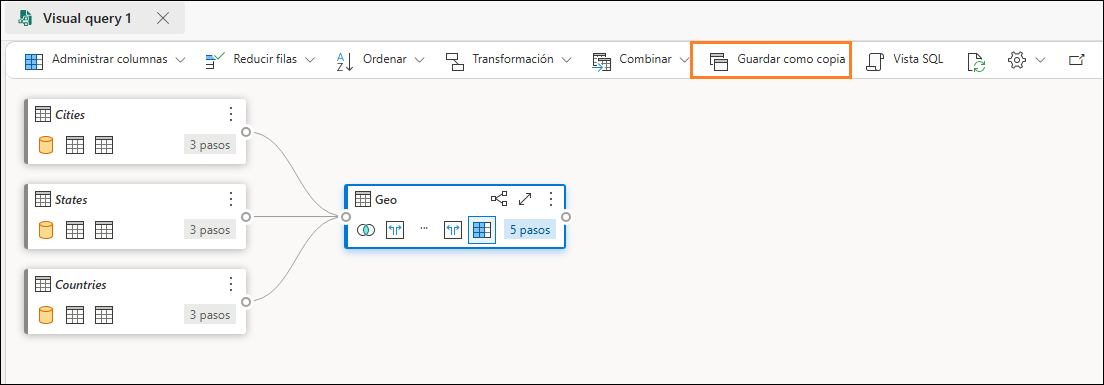 Visual query 1
Administrar columnas
Reducir filas
Ordenar
Transformación
Combinar
Guardar como copia
Vista SQL
Cities
3 pasos
States
3 pasos
Countries
3 pasos
Geo
5 pasos